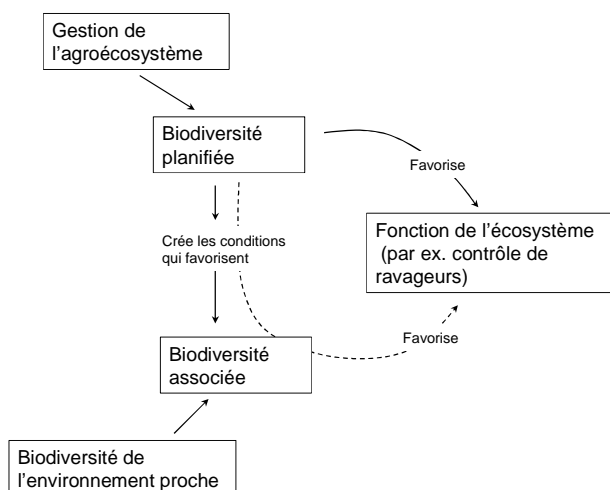 Gestion de
l’agroécosystème
Biodiversité
planifiée
Favorise
Fonction de l’écosystème
(par ex. contrôle de
ravageurs)
Crée les conditions
qui favorisent
Favorise
Biodiversité
associée
Biodiversité de
l’environnement proche